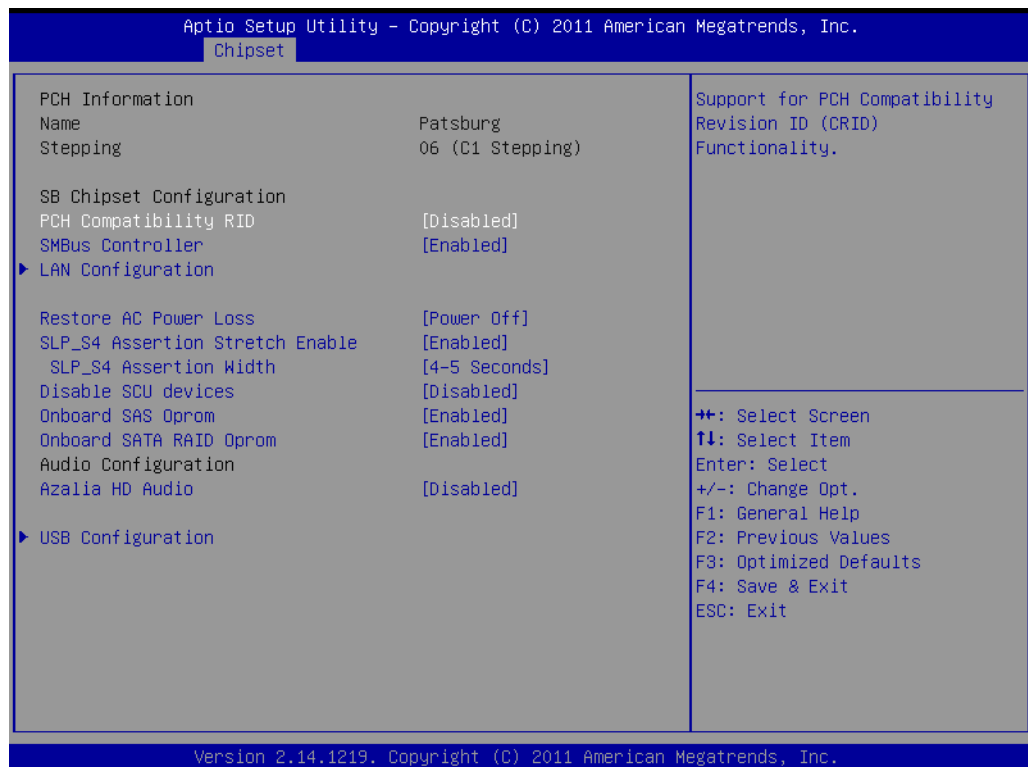 Aptio Setup Utility – Copyright (C) 2011 American Megatrends, Inc.
Chipset
PCH Information
Name Patsburg
Stepping 06 (C1 Stepping)
SB Chipset Configuration
PCH Compatibility RID [Disabled]
SMBus Controller [Enabled]
LAN Configuration
Restore AC Power Loss [Power Off]
SLP_S4 Assertion Stretch Enable [Enabled]
SLP_S4 Assertion Width [4-5 Seconds]
Disable SCU devices [Disabled]
Onboard SAS Oprom [Enabled]
Onboard SATA RAID Oprom [Enabled]
Audio Configuration
Azalia HD Audio [Disabled]
USB Configuration
Support for PCH Compatibility
Revision ID (CRID)
Functionality.
→←: Select Screen
↑↓: Select Item
Enter: Select
+/-: Change Opt.
F1: General Help
F2: Previous Values
F3: Optimized Defaults
F4: Save & Exit
ESC: Exit
Version 2.14.1219. Copyright (C) 2011 American Megatrends, Inc.